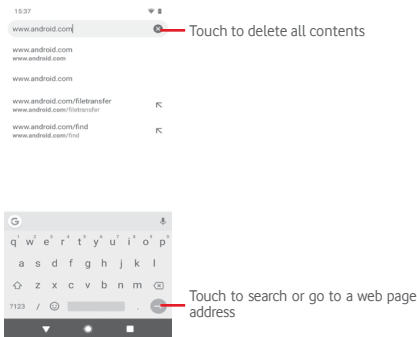 15:37
www.android.com
Touch to delete all contents
www.android.com
www.android.com
www.android.com
www.android.com/filetransfer
www.android.com/filetransfer
www.android.com/find
www.android.com/find
G
1 2 3 4 5 6 7 8 9 0
q w e r t y u i o p
a s d f g h j k l
z x c v b n m
?123 / .
Touch to search or go to a web page
address